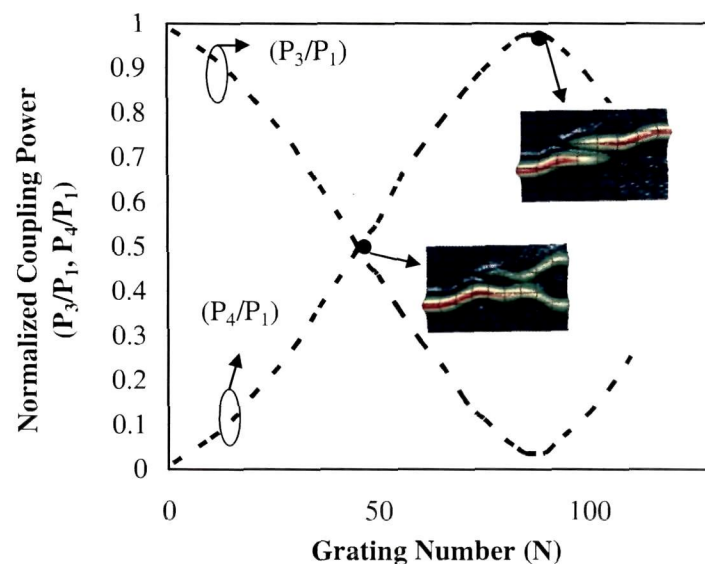 Normalized Coupling Power
(P₃/P₁, P₄/P₁)
1
0.9
0.8
0.7
0.6
0.5
0.4
0.3
0.2
0.1
0
(P₃/P₁)
(P₄/P₁)
0 50 100
Grating Number (N)